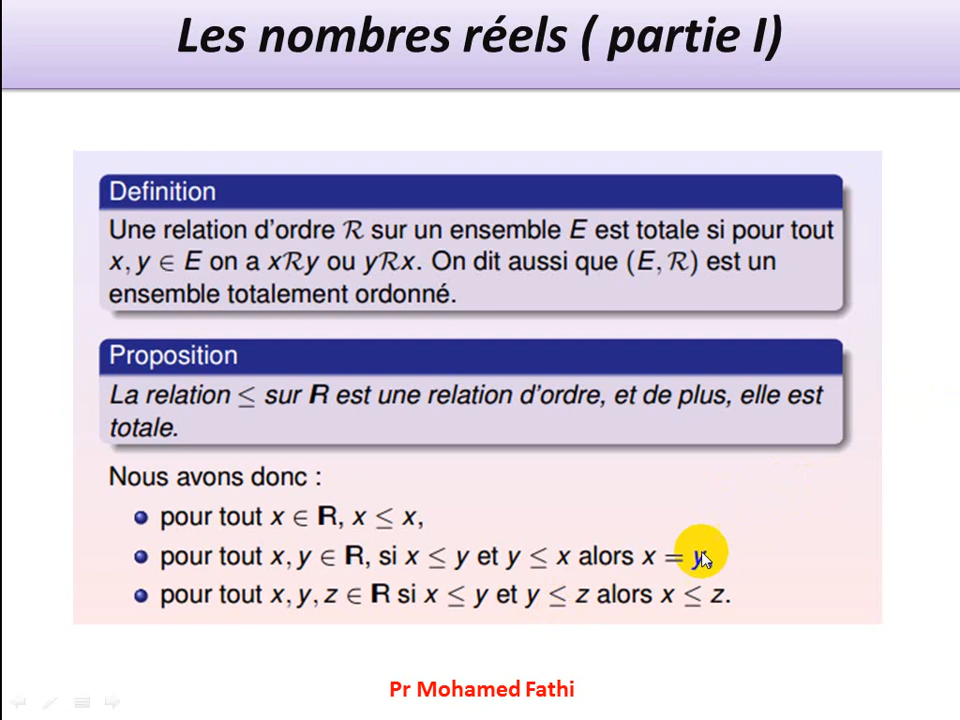 Les nombres réels ( partie I)
Definition
Une relation d'ordre ℛ sur un ensemble E est totale si pour tout
x, y ∈ E on a xℛy ou yℛx. On dit aussi que (E, ℛ) est un
ensemble totalement ordonné.
Proposition
La relation ≤ sur R est une relation d'ordre, et de plus, elle est
totale.
Nous avons donc :
pour tout x ∈ R, x ≤ x,
pour tout x, y ∈ R, si x ≤ y et y ≤ x alors x = y
pour tout x, y, z ∈ R si x ≤ y et y ≤ z alors x ≤ z.
Pr Mohamed Fathi